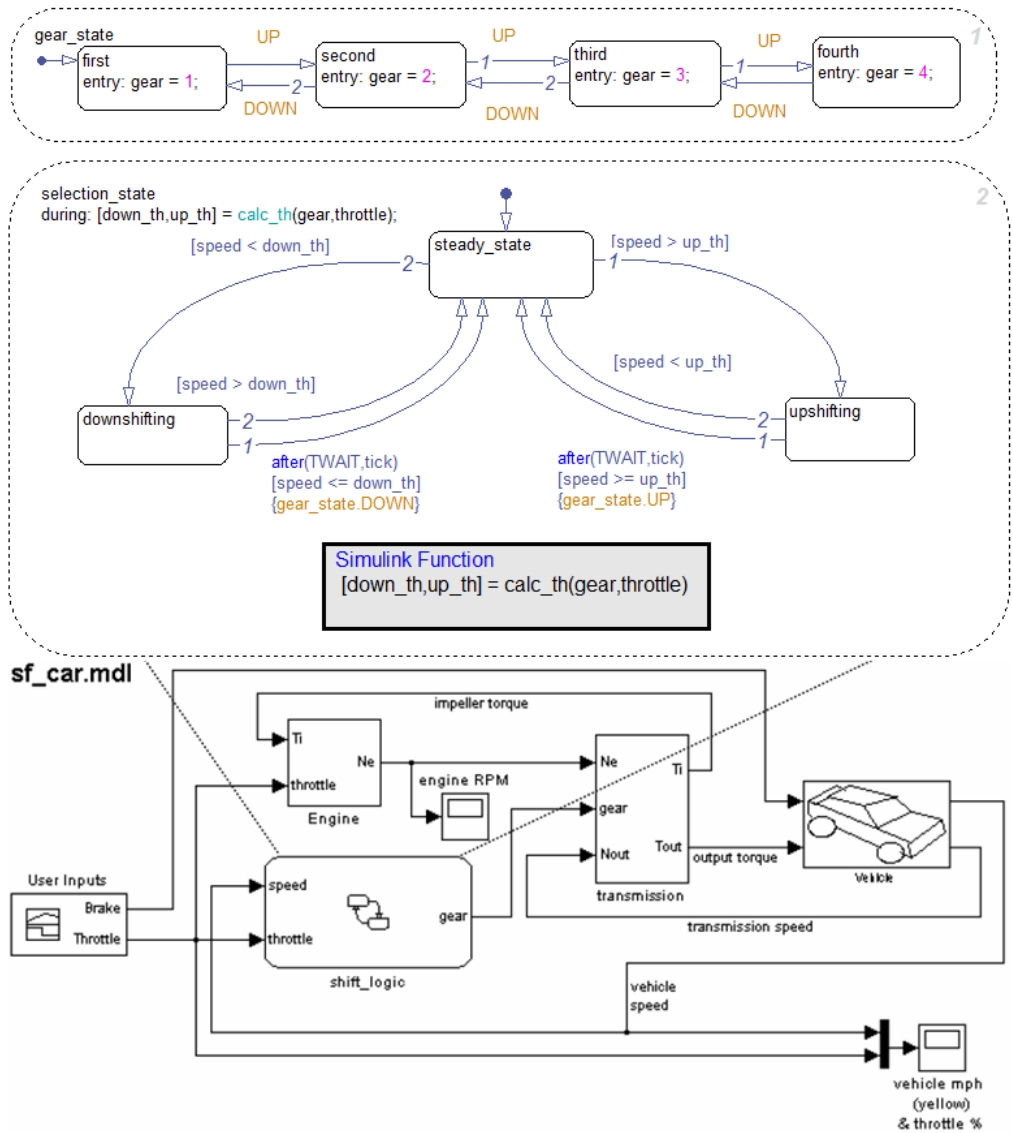 gear_state
1
first
entry: gear = 1;
UP
second
entry: gear = 2;
2
DOWN
UP
1
third
entry: gear = 3;
2
DOWN
UP
1
fourth
entry: gear = 4;
DOWN
2
selection_state
during: [down_th,up_th] = calc_th(gear,throttle);
[speed < down_th]
2
steady_state
[speed > up_th]
1
[speed > down_th]
[speed < up_th]
downshifting
2
1
upshifting
2
1
after(TWAIT,tick)
[speed <= down_th]
{gear_state.DOWN}
after(TWAIT,tick)
[speed >= up_th]
{gear_state.UP}
Simulink Function
[down_th,up_th] = calc_th(gear,throttle)
sf_car.mdl
impeller torque
Ti
Ne
throttle
Engine
engine RPM
Ne
Ti
gear
Nout
Tout
transmission
output torque
Vehicle
transmission speed
User Inputs
Brake
Throttle
speed
gear
throttle
shift_logic
vehicle
speed
vehicle mph
(yellow)
& throttle %